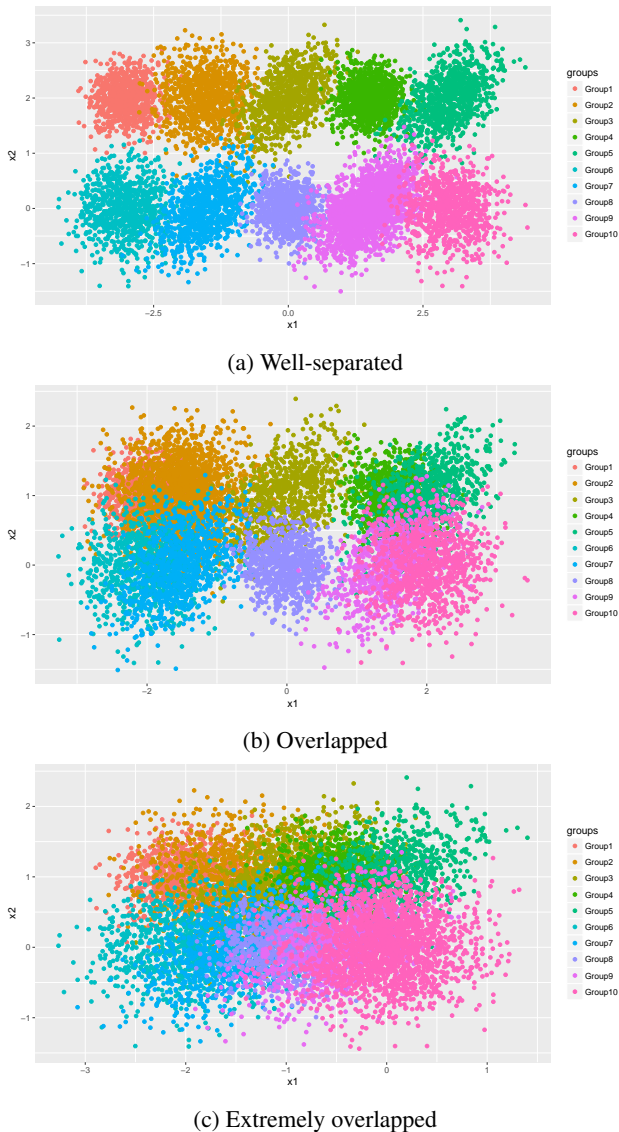 3
2
1
0
−1
x2
−2.5
0.0
2.5
x1
groups
Group1
Group2
Group3
Group4
Group5
Group6
Group7
Group8
Group9
Group10
(a) Well-separated
2
1
0
−1
x2
−2
0
2
x1
groups
Group1
Group2
Group3
Group4
Group5
Group6
Group7
Group8
Group9
Group10
(b) Overlapped
2
1
0
−1
x2
−3
−2
−1
0
1
x1
groups
Group1
Group2
Group3
Group4
Group5
Group6
Group7
Group8
Group9
Group10
(c) Extremely overlapped